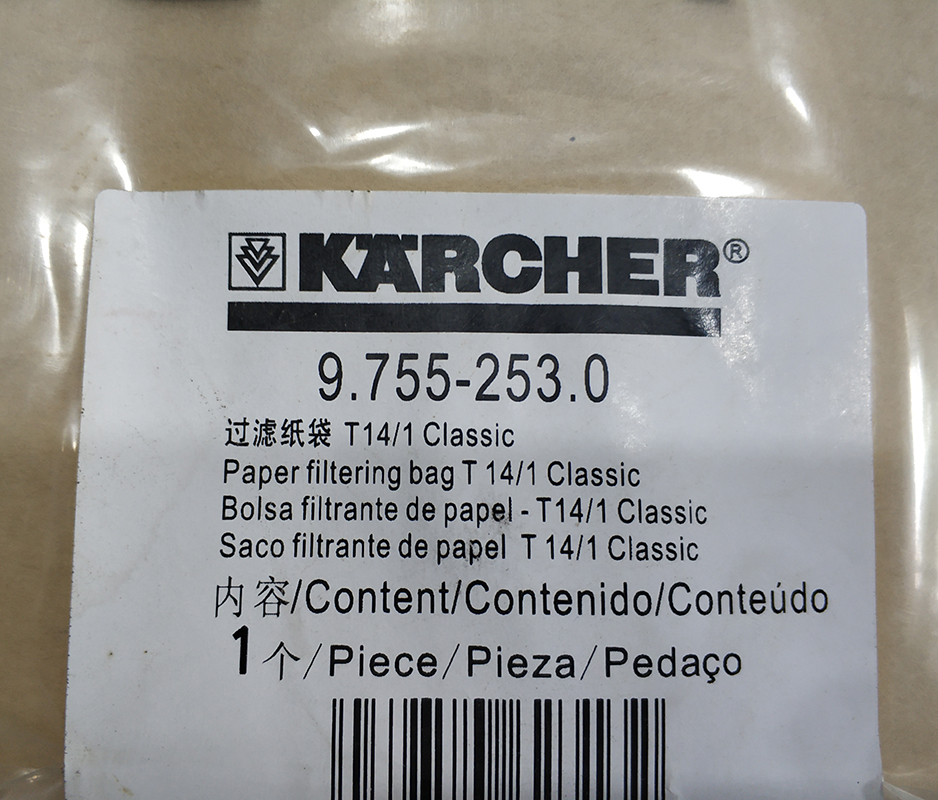 KÄRCHER®
9.755-253.0
过滤纸袋 T14/1 Classic
Paper filtering bag T 14/1 Classic
Bolsa filtrante de papel - T14/1 Classic
Saco filtrante de papel T 14/1 Classic
内容/Content/Contenido/Conteúdo
1个/Piece/Pieza/Pedaço